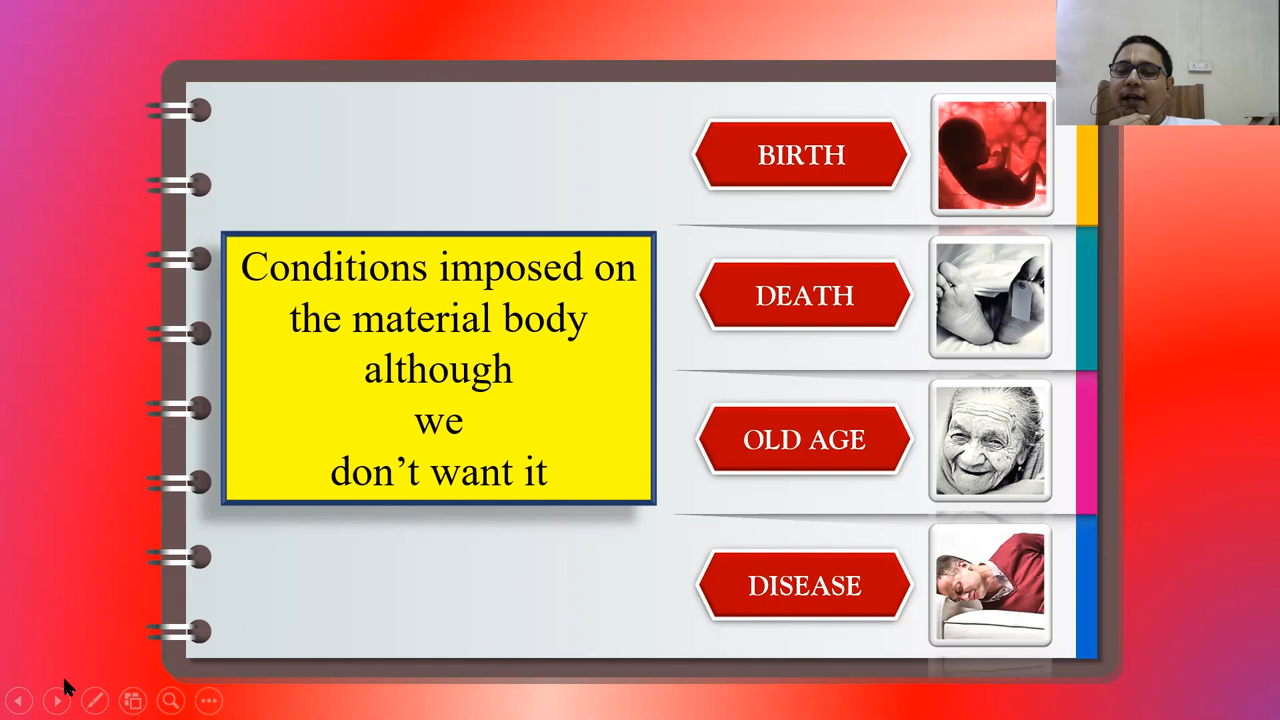 Conditions imposed on
the material body
although
we
don’t want it
BIRTH
DEATH
OLD AGE
DISEASE